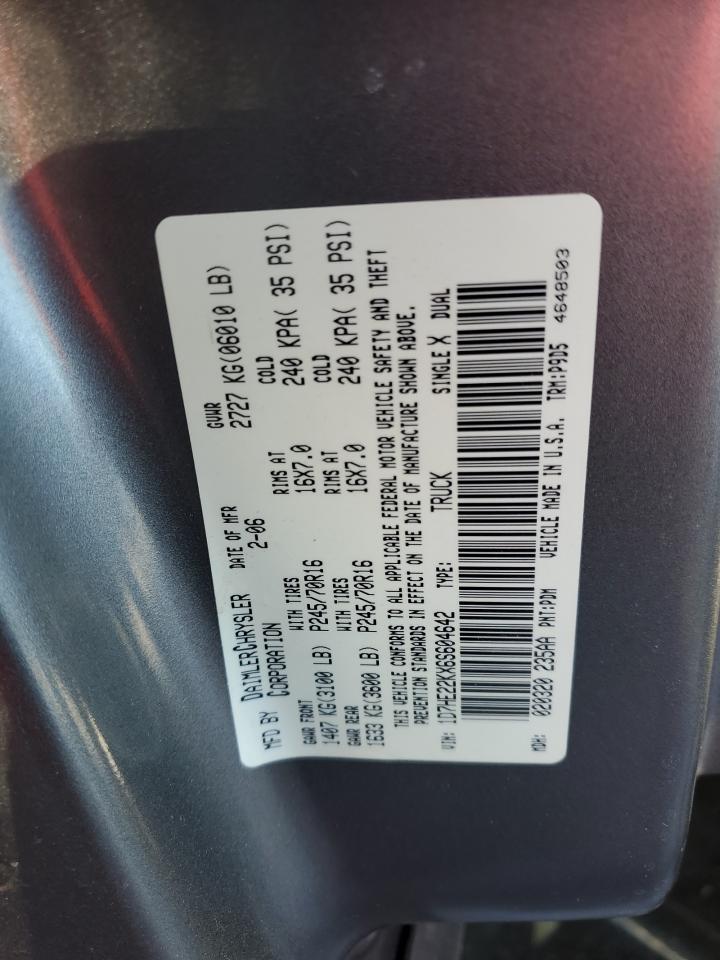 MFD BY DAIMLERCHRYSLER CORPORATION DATE OF MFR 2-06 GVWR 2727 KG(06010 LB)
GAWR FRONT WITH TIRES RIMS AT COLD
1407 KG(3100 LB) P245/70R16 16X7.0 240 KPA( 35 PSI)
GAWR REAR WITH TIRES RIMS AT COLD
1633 KG(3600 LB) P245/70R16 16X7.0 240 KPA( 35 PSI)
THIS VEHICLE CONFORMS TO ALL APPLICABLE FEDERAL MOTOR VEHICLE SAFETY AND THEFT
PREVENTION STANDARDS IN EFFECT ON THE DATE OF MANUFACTURE SHOWN ABOVE.
VIN: 1D7HE22KX6S604642 TYPE: TRUCK SINGLE X DUAL
MDH: 020320 235AA PNT:PDM VEHICLE MADE IN U.S.A. TRM:P9D5 4648503